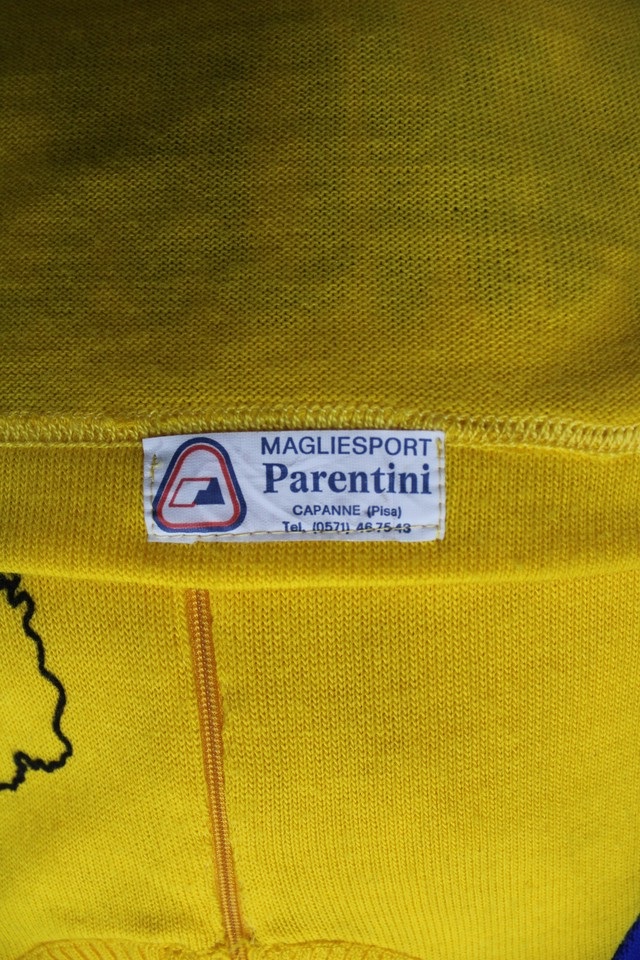 MAGLIESPORT
Parentini
CAPANNE (Pisa)
Tel. (0571) 46.75.43